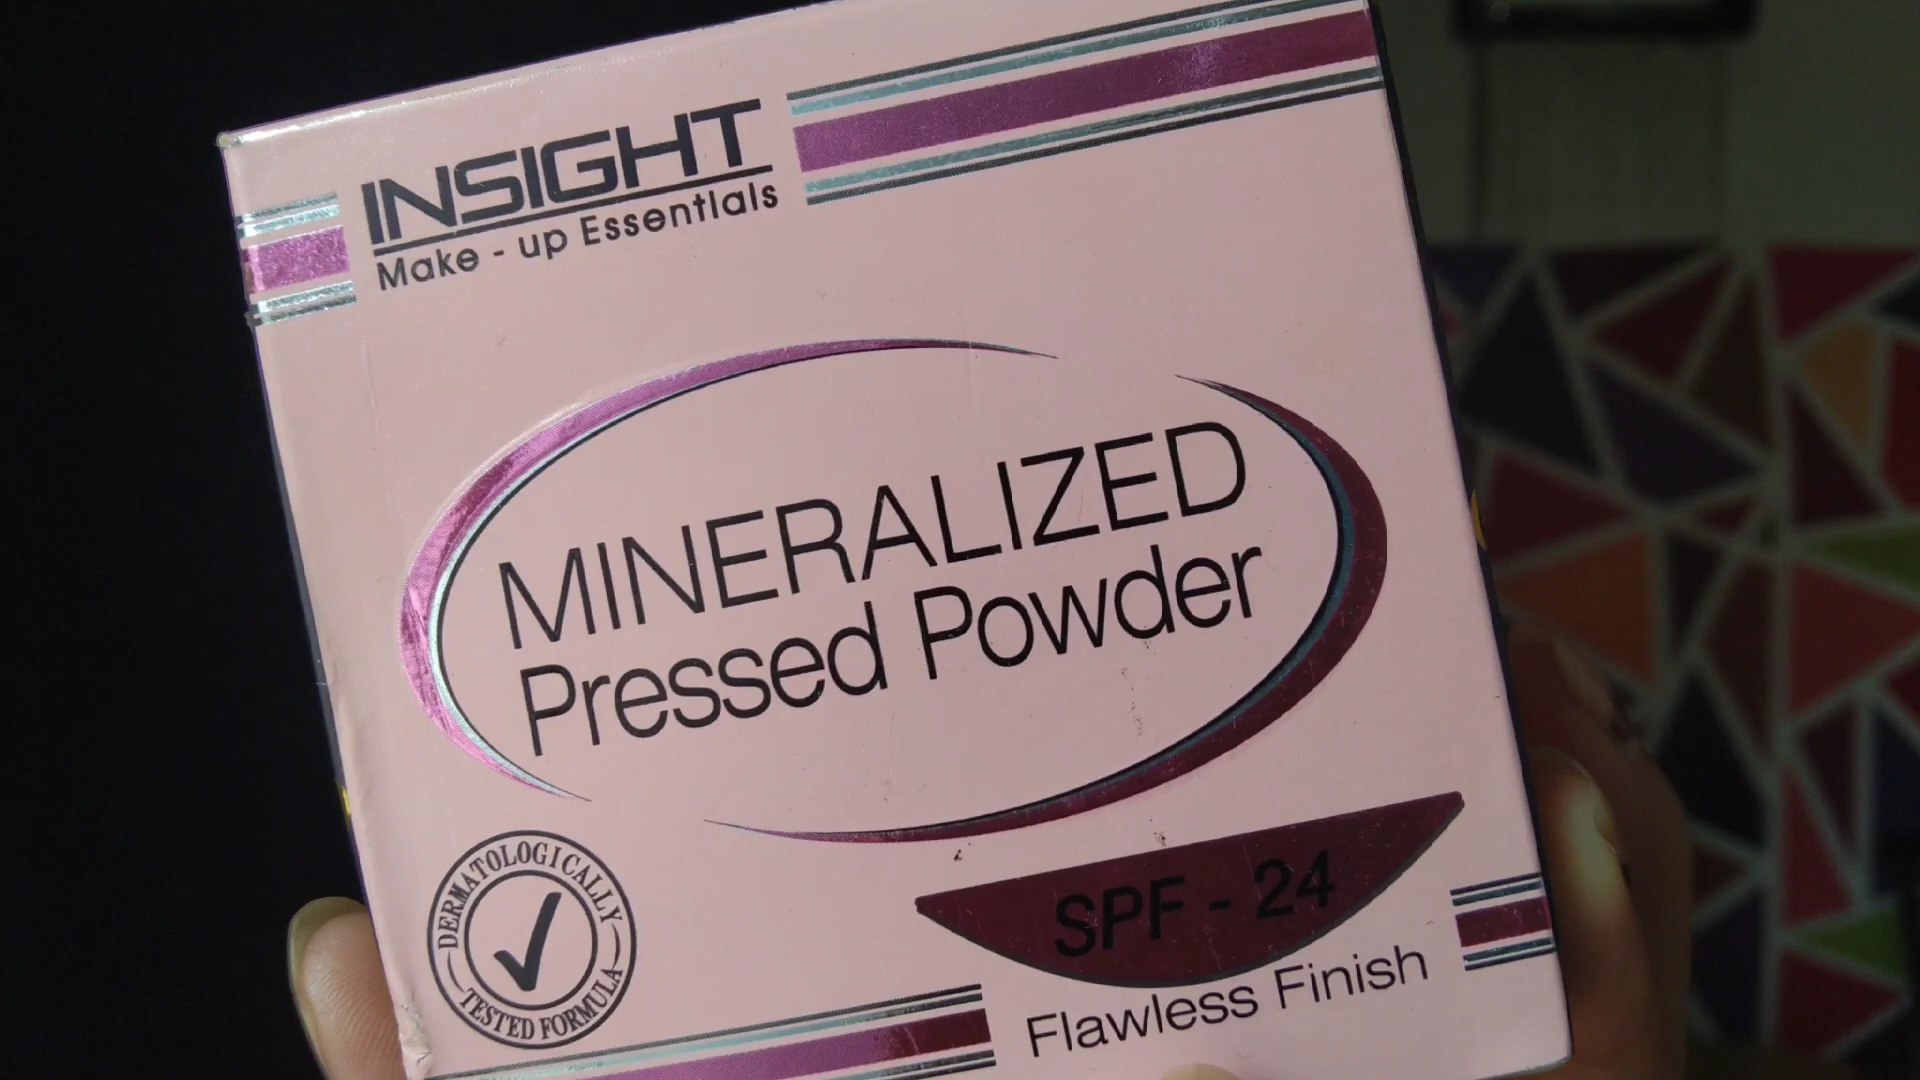 INSIGHT
Make - up Essentials
MINERALIZED
Pressed Powder
SPF - 24
Flawless Finish
DERMATOLOGICALLY
TESTED FORMULA